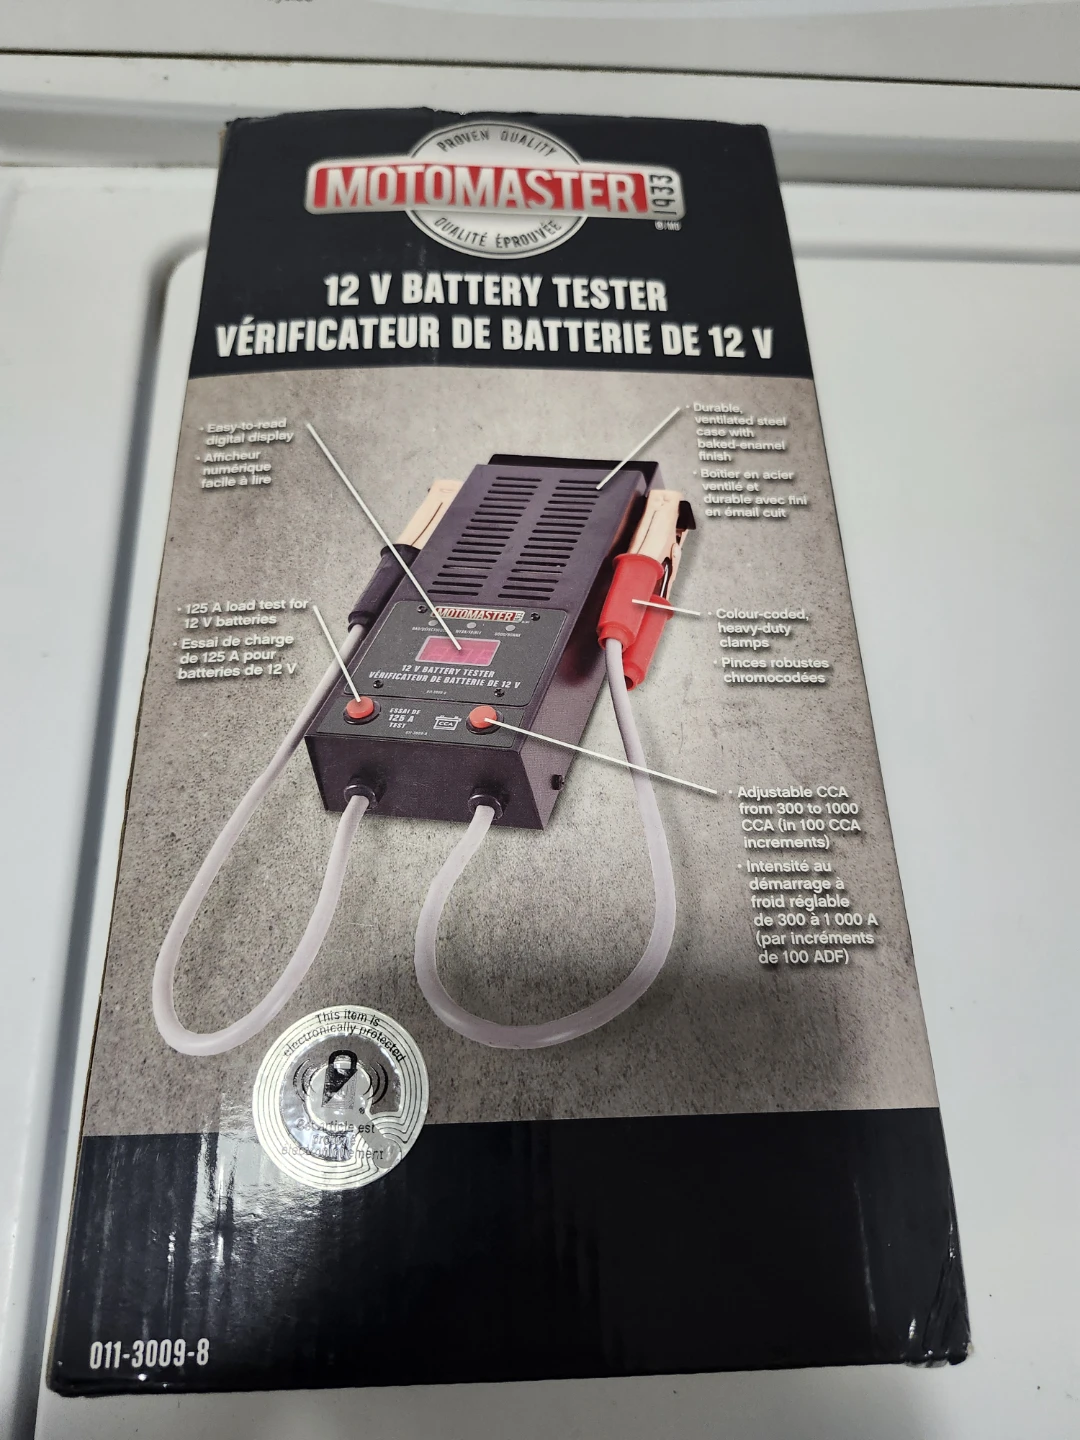 PROVEN QUALITY
MOTOMASTER 1933
QUALITÉ ÉPROUVÉE
12 V BATTERY TESTER
VÉRIFICATEUR DE BATTERIE DE 12 V
• Easy-to-read
digital display
• Afficheur
numérique
facile à lire
• Durable,
ventilated steel
case with
baked-enamel
finish
• Boîtier en acier
ventilé et
durable avec fini
en émail cuit
• 125 A load test for
12 V batteries
• Essai de charge
de 125 A pour
batteries de 12 V
• Colour-coded,
heavy-duty
clamps
• Pinces robustes
chromocodées
MOTOMASTER
12 V BATTERY TESTER
VÉRIFICATEUR DE BATTERIE DE 12 V
ESSAI DE
125 A
TEST
CCA
• Adjustable CCA
from 300 to 1000
CCA (in 100 CCA
increments)
• Intensité au
démarrage à
froid réglable
de 300 à 1 000 A
(par incréments
de 100 ADF)
This item is
electronically protected
est
011-3009-8